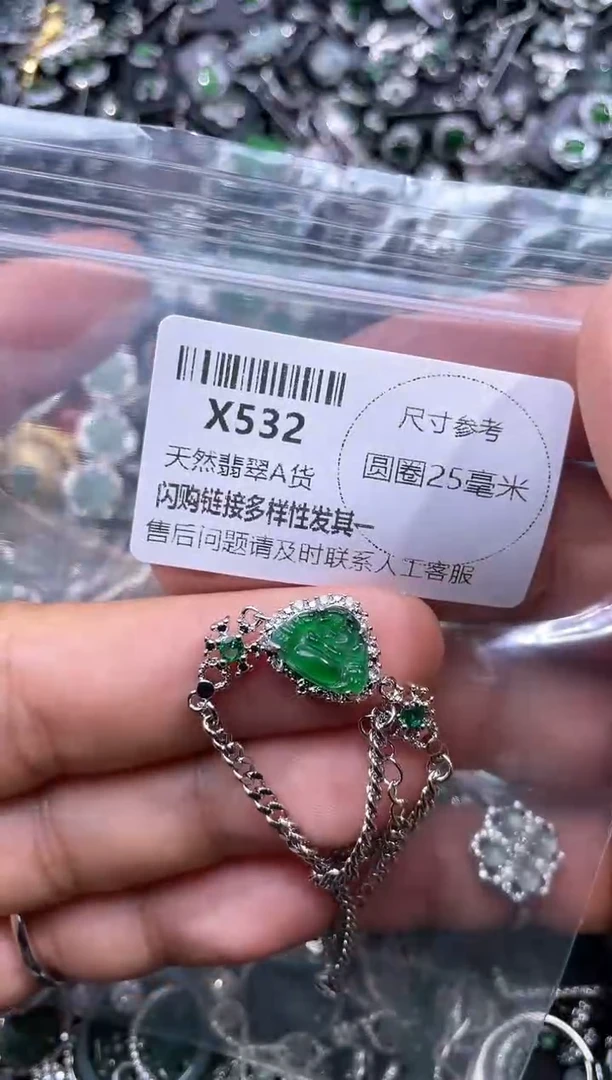 X532
天然翡翠A货
闪购链接多样性发其一
售后问题请及时联系人工客服
尺寸参考
圆圈25毫米